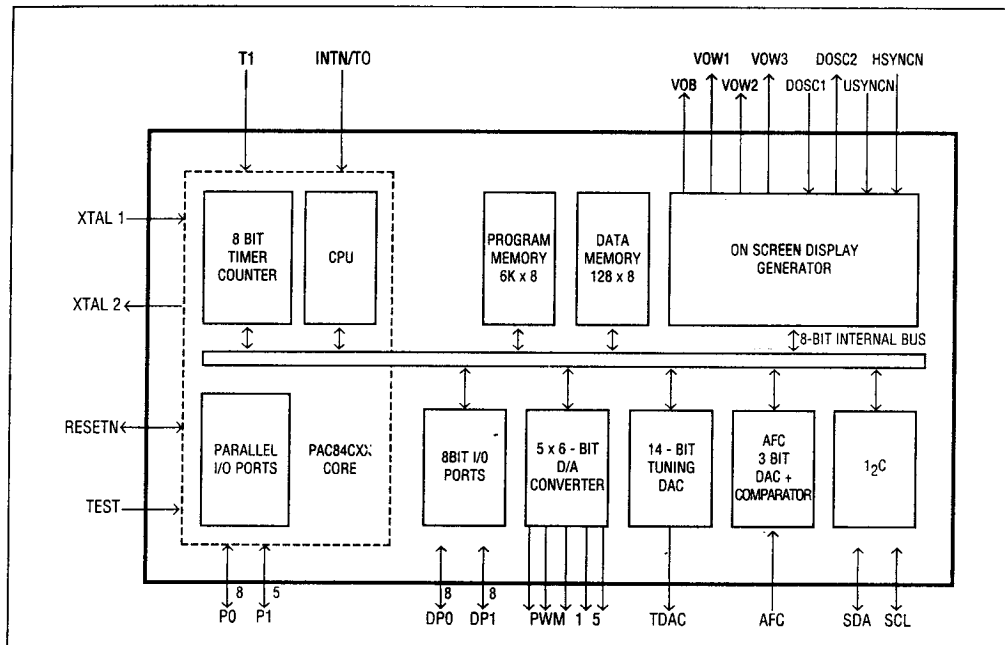 T1
INTN/TO
VOB
VOW1
VOW2
VOW3
DOSC1
DOSC2
USYNCN
HSYNCN
XTAL 1
XTAL 2
RESETN
TEST
8 BIT
TIMER
COUNTER
CPU
PROGRAM
MEMORY
6K x 8
DATA
MEMORY
128 x 8
ON SCREEN DISPLAY
GENERATOR
8-BIT INTERNAL BUS
PARALLEL
I/O PORTS
PAC84CXX
CORE
8BIT I/O
PORTS
5 x 6 - BIT
D/A
CONVERTER
14 - BIT
TUNING
DAC
AFC
3 BIT
DAC +
COMPARATOR
1₂C
8
5
8
8
P0
P1
DP0
DP1
PWM 1 5
TDAC
AFC
SDA
SCL